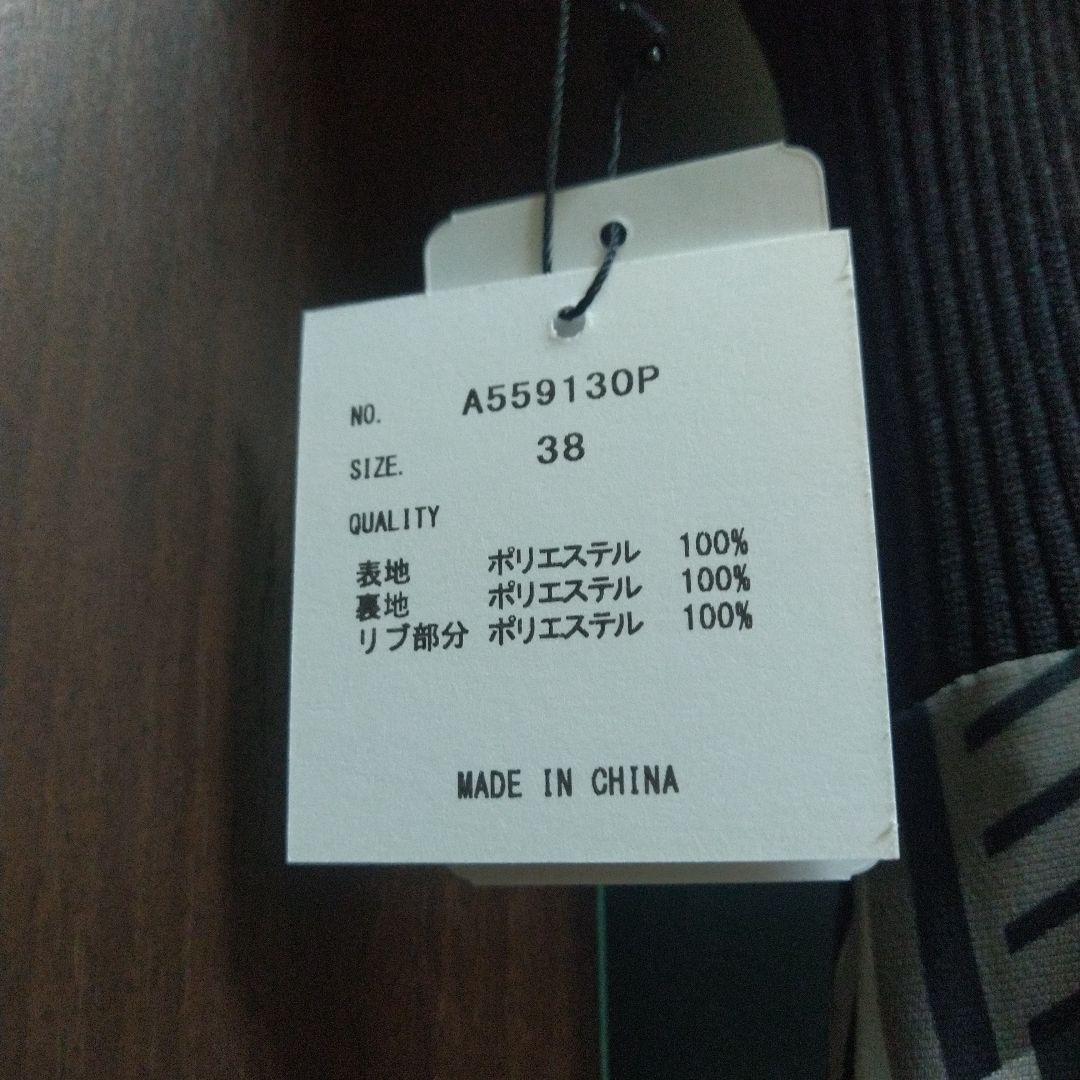 NO. A559130P
SIZE. 38
QUALITY
表地 ポリエステル 100%
裏地 ポリエステル 100%
リブ部分 ポリエステル 100%
MADE IN CHINA